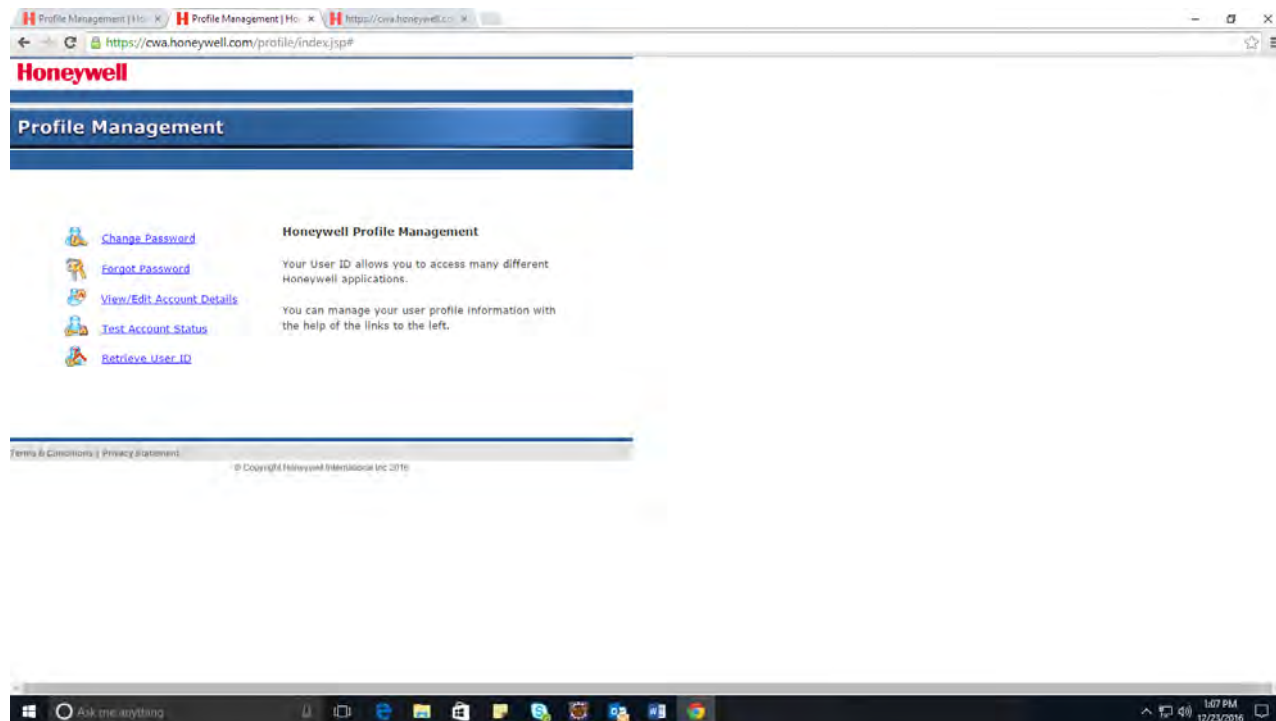 Profile Management | Ho
Profile Management | Ho
https://cwa.honeywell.co
https://cwa.honeywell.com/profile/index.jsp#
Honeywell
Profile Management
Change Password
Forgot Password
View/Edit Account Details
Test Account Status
Retrieve User ID
Honeywell Profile Management
Your User ID allows you to access many different
Honeywell applications.
You can manage your user profile information with
the help of the links to the left.
Terms & Conditions | Privacy Statement
© Copyright Honeywell International Inc 2016
Ask me anything
1:07 PM
12/23/2016